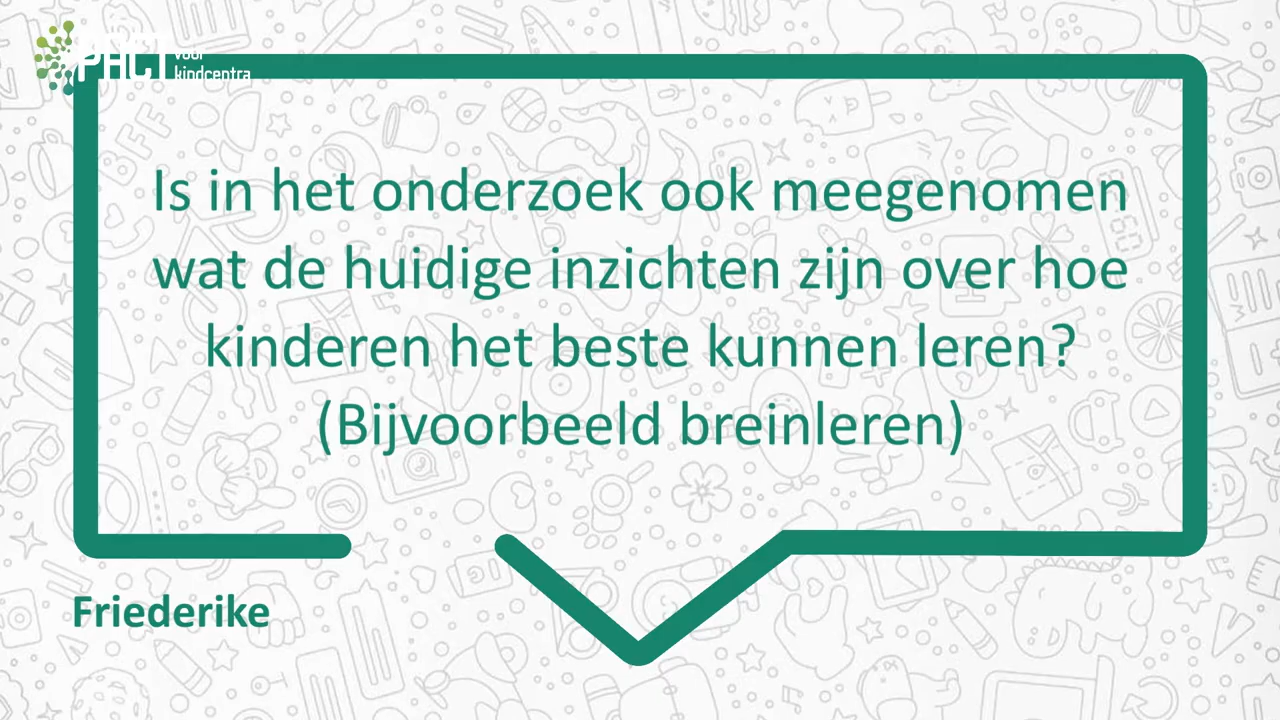 PACT voor
kindcentra
Is in het onderzoek ook meegenomen
wat de huidige inzichten zijn over hoe
kinderen het beste kunnen leren?
(Bijvoorbeeld breinleren)
Friederike